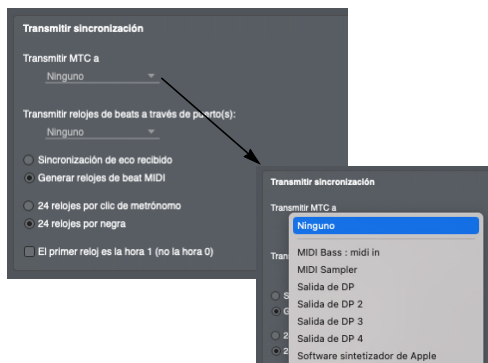 Transmitir sincronización
Transmitir MTC a
Ninguno
Transmitir relojes de beats a través de puerto(s):
Ninguno
Sincronización de eco recibido
Generar relojes de beat MIDI
24 relojes por clic de metrónomo
24 relojes por negra
El primer reloj es la hora 1 (no la hora 0)
Transmitir sincronización
Transmitir MTC a
Ninguno
Tran
MIDI Bass : midi in
MIDI Sampler
Salida de DP
Salida de DP 2
Salida de DP 3
Salida de DP 4
Software sintetizador de Apple
S
G
2
2